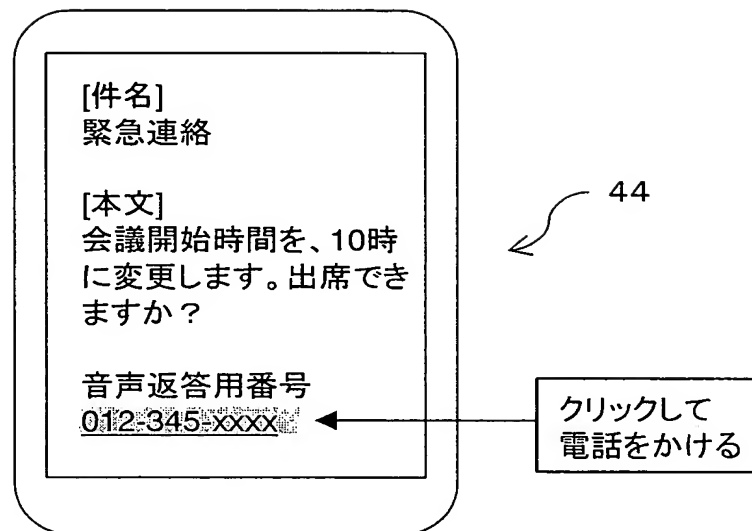 [件名]
緊急連絡
[本文]
会議開始時間を、10時
に変更します。出席でき
ますか？
音声返答用番号
012-345-xxxx
44
クリックして
電話をかける